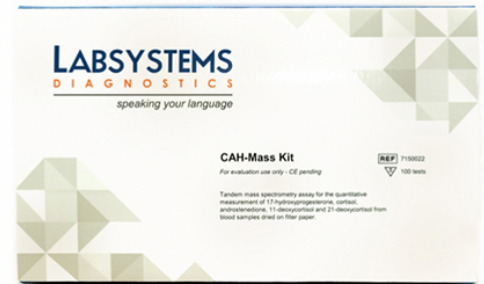 LABSYSTEMS
DIAGNOSTICS
speaking your language
CAH-Mass Kit
REF 7150022
For evaluation use only - CE pending
100 tests
Tandem mass spectrometry assay for the quantitative
measurement of 17-hydroxyprogesterone, cortisol,
androstenedione, 11-deoxycortisol and 21-deoxycortisol from
blood samples dried on filter paper.